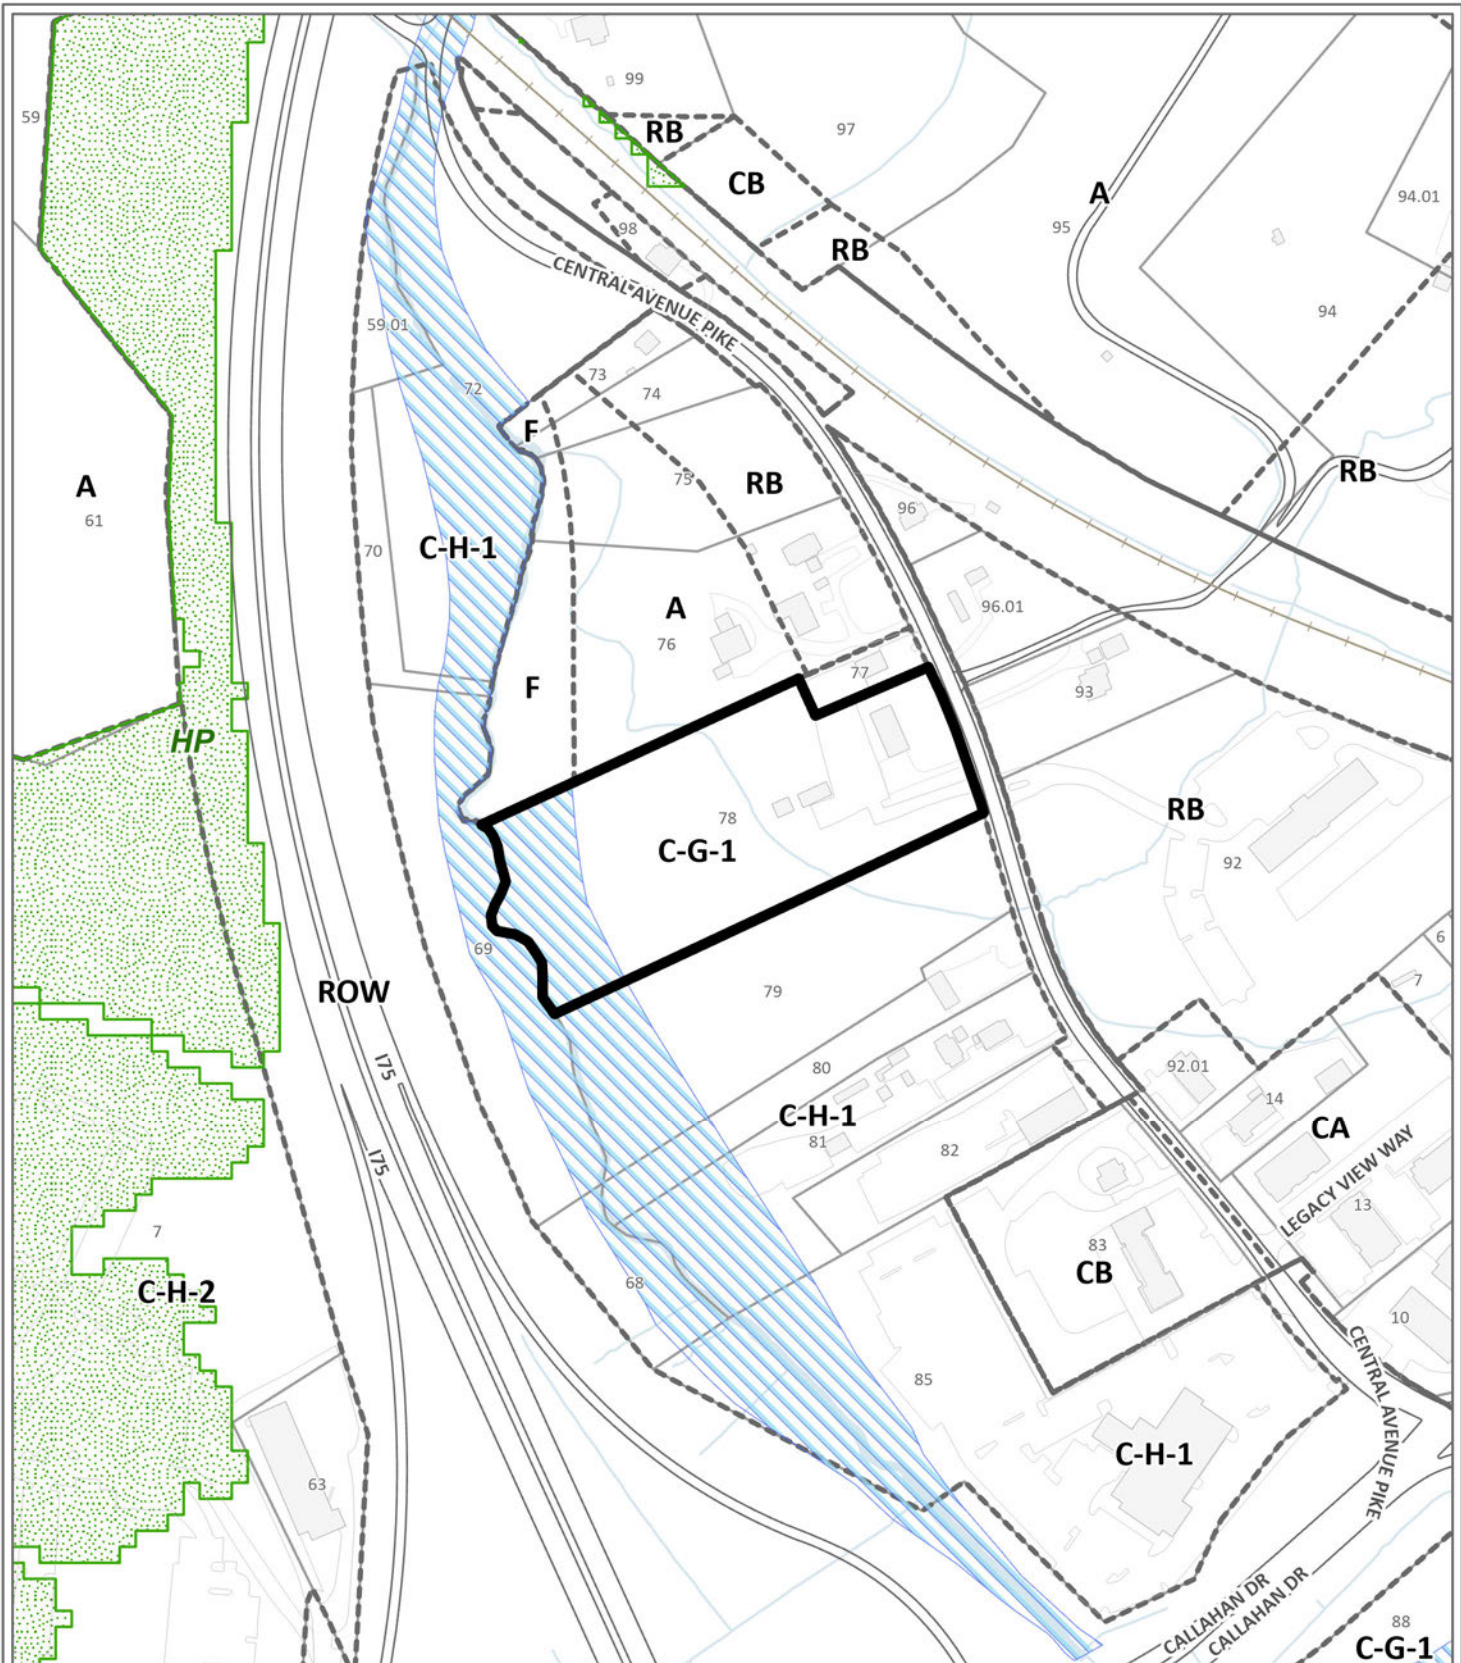 59
99
97
RB
CB
A
95
94.01
98
RB
CENTRAL AVENUE PIKE
94
59.01
72
73
74
F
A
61
75
RB
RB
96
C-H-1
70
A
76
96.01
F
77
93
HP
78
C-G-1
RB
92
69
ROW
79
6
7
I75
80
92.01
14
C-H-1
81
CA
82
LEGACY VIEW WAY
I75
13
7
83
CB
68
C-H-2
10
CENTRAL AVENUE PIKE
85
C-H-1
63
CALLAHAN DR
CALLAHAN DR
88
C-G-1